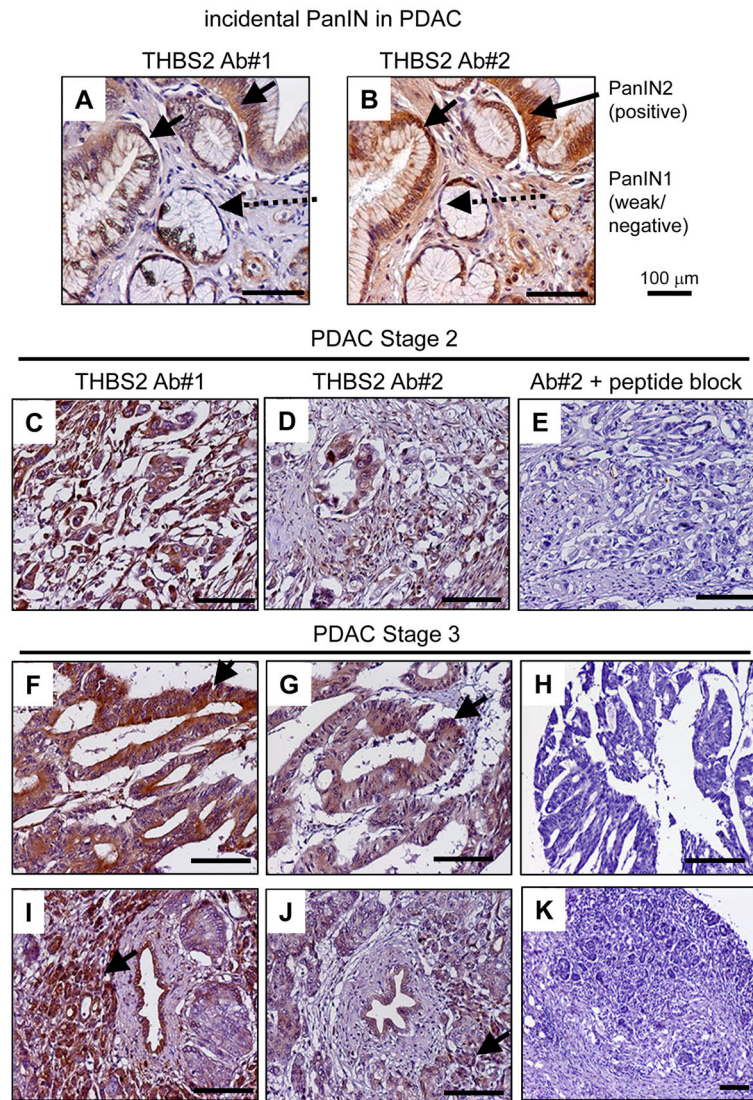 incidental PanIN in PDAC
THBS2 Ab#1
THBS2 Ab#2
A
B
PanIN2
(positive)
PanIN1
(weak/
negative)
100 μm
PDAC Stage 2
THBS2 Ab#1
THBS2 Ab#2
Ab#2 + peptide block
C
D
E
PDAC Stage 3
F
G
H
I
J
K